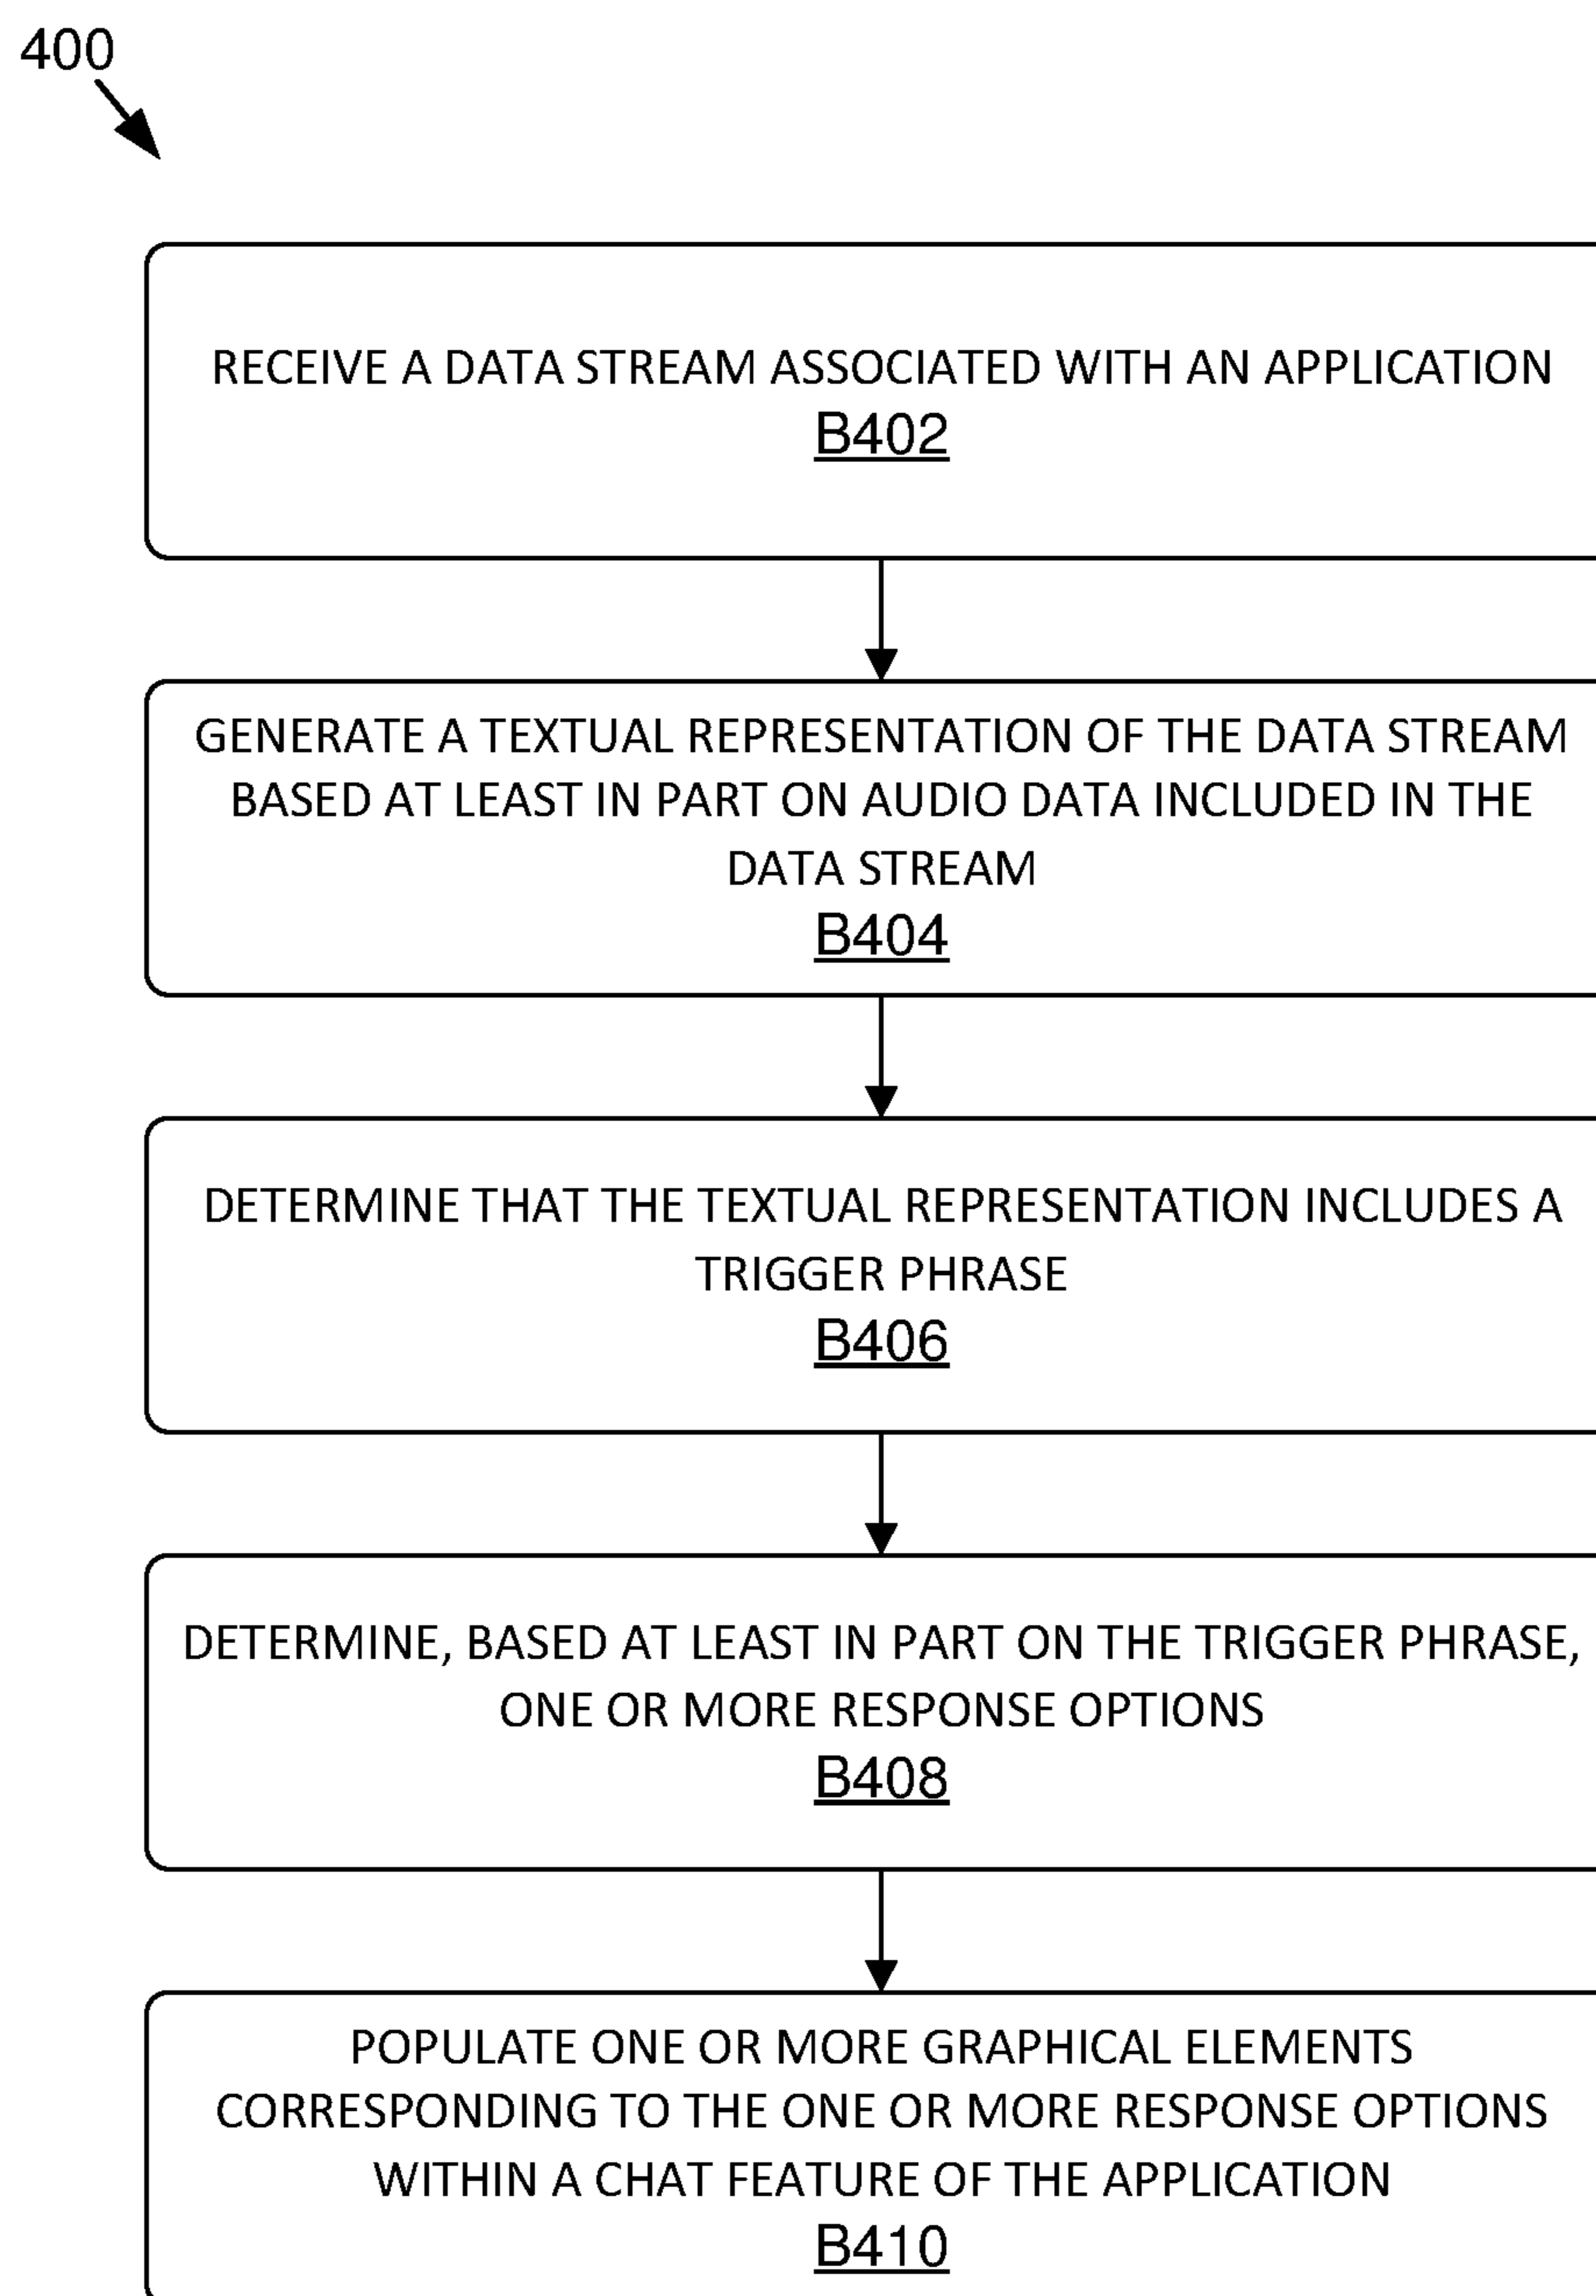 400
RECEIVE A DATA STREAM ASSOCIATED WITH AN APPLICATION
B402
GENERATE A TEXTUAL REPRESENTATION OF THE DATA STREAM
BASED AT LEAST IN PART ON AUDIO DATA INCLUDED IN THE
DATA STREAM
B404
DETERMINE THAT THE TEXTUAL REPRESENTATION INCLUDES A
TRIGGER PHRASE
B406
DETERMINE, BASED AT LEAST IN PART ON THE TRIGGER PHRASE,
ONE OR MORE RESPONSE OPTIONS
B408
POPULATE ONE OR MORE GRAPHICAL ELEMENTS
CORRESPONDING TO THE ONE OR MORE RESPONSE OPTIONS
WITHIN A CHAT FEATURE OF THE APPLICATION
B410